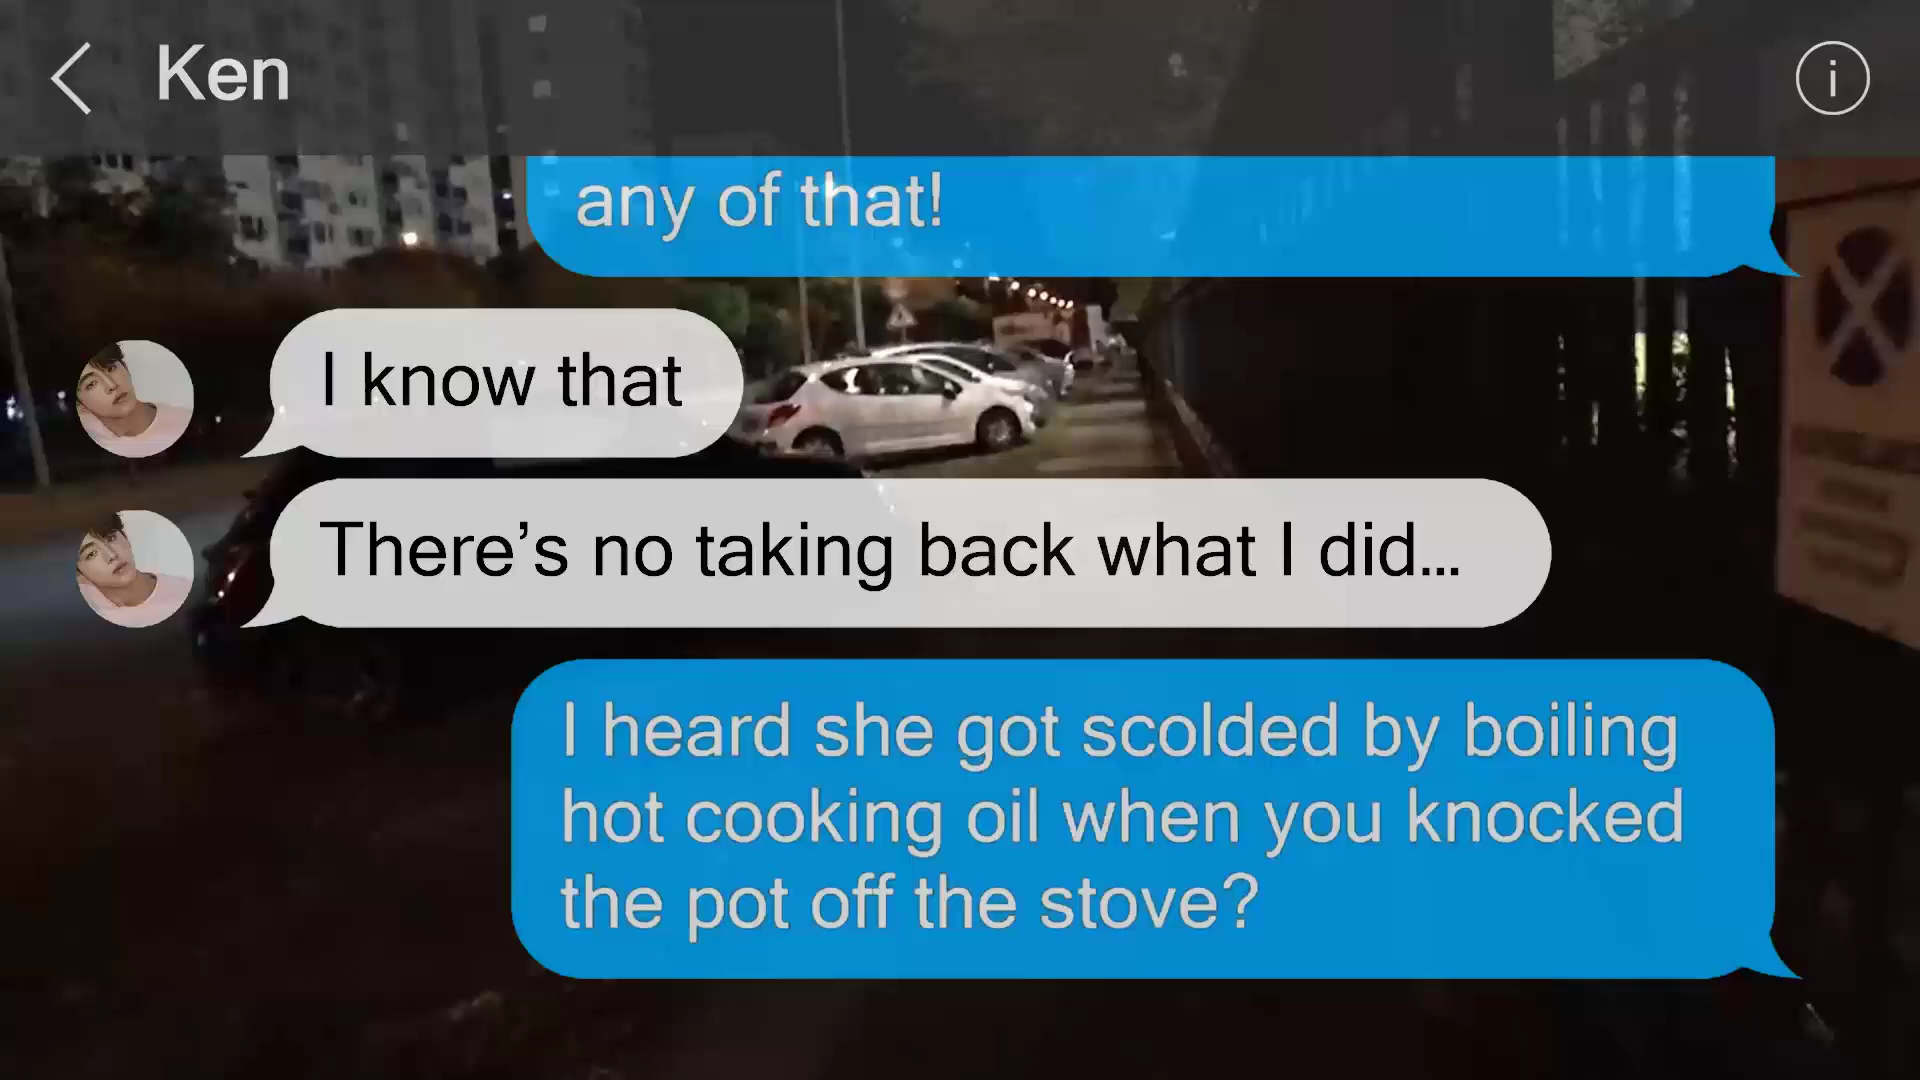 Ken
any of that!
I know that
There’s no taking back what I did...
I heard she got scolded by boiling
hot cooking oil when you knocked
the pot off the stove?